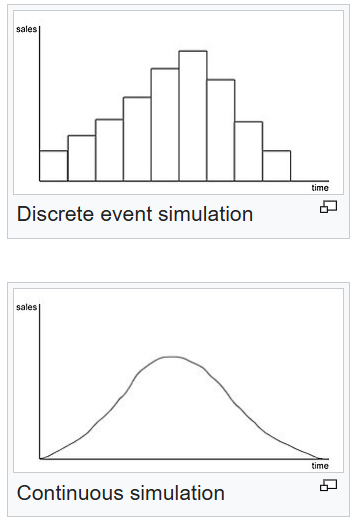 sales
time
Discrete event simulation
sales
time
Continuous simulation